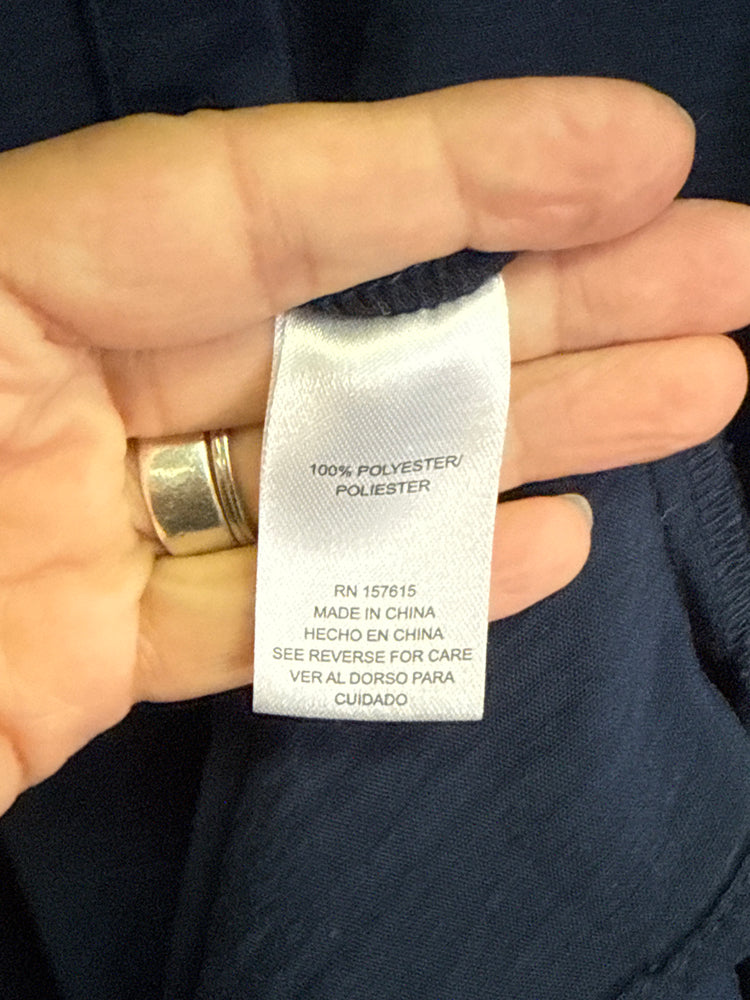 100% POLYESTER/
POLIESTER
RN 157615
MADE IN CHINA
HECHO EN CHINA
SEE REVERSE FOR CARE
VER AL DORSO PARA
CUIDADO